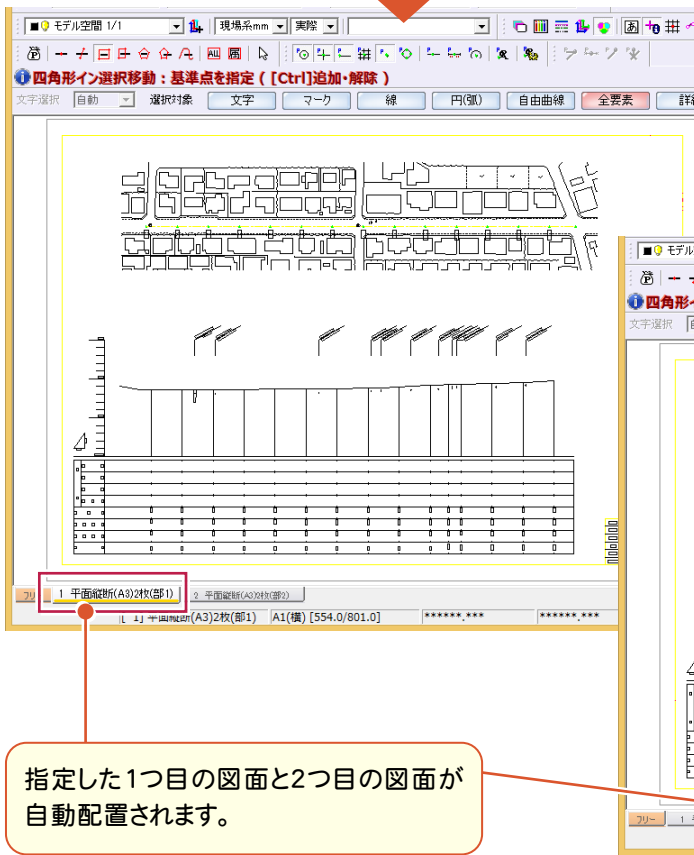 モデル空間 1/1 現場系mm 実際
ALL
四角形イン選択移動：基準点を指定 ( [Ctrl]追加・解除 )
文字選択 自動 選択対象 文字 マーク 線 円(弧) 自由曲線 全要素
フリ 1 平面縦断(A3)2枚(部1) 2 平面縦断(A3)2枚(部2)
[ 1] 平面縦断(A3)2枚(部1) A1(横) [554.0/801.0] ******.*** ******.***
モデル
四角形イ
文字選択
フリー 1
指定した1つ目の図面と2つ目の図面が
自動配置されます。